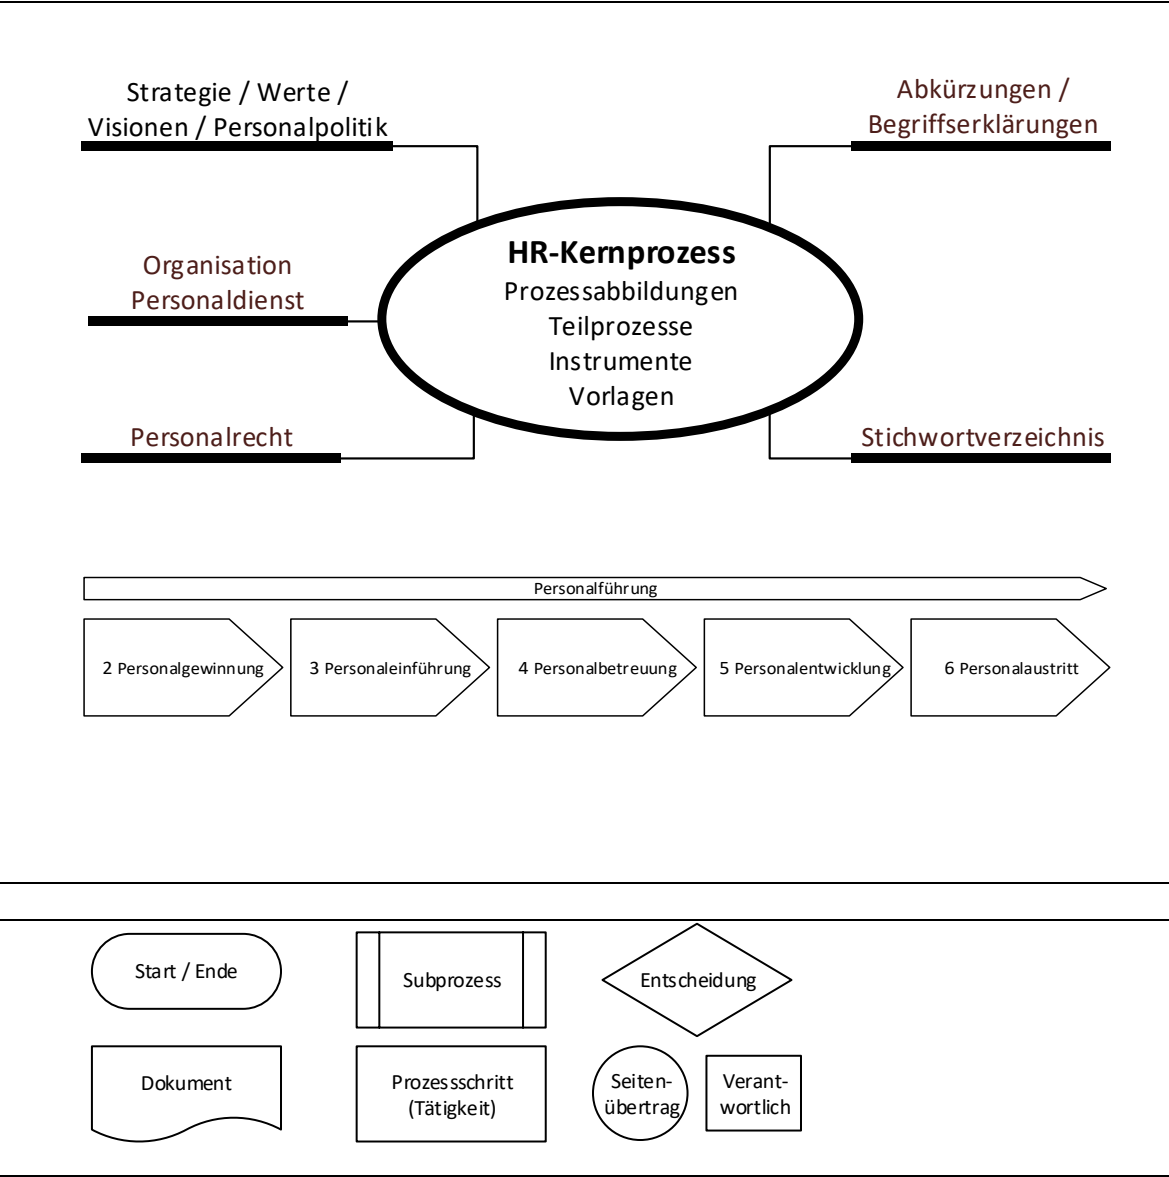 Strategie / Werte /
Visionen / Personalpolitik
Abkürzungen /
Begriffserklärungen
HR-Kernprozess
Prozessabbildungen
Teilprozesse
Instrumente
Vorlagen
Organisation
Personaldienst
Personalrecht
Stichwortverzeichnis
Personalführung
2 Personalgewinnung
3 Personaleinführung
4 Personalbetreuung
5 Personalentwicklung
6 Personalaustritt
Start / Ende
Subprozess
Entscheidung
Dokument
Prozessschritt
(Tätigkeit)
Seiten-
übertrag
Verant-
wortlich